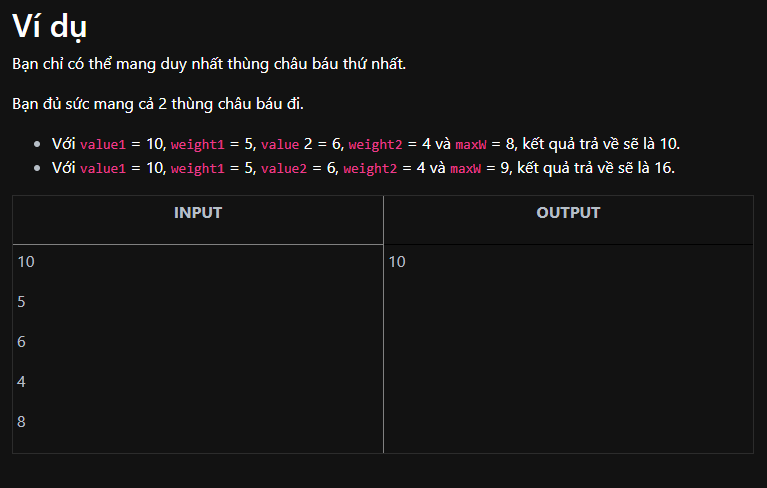 Ví dụ
Bạn chỉ có thể mang duy nhất thùng châu báu thứ nhất.
Bạn đủ sức mang cả 2 thùng châu báu đi.
Với value1 = 10, weight1 = 5, value 2 = 6, weight2 = 4 và maxW = 8, kết quả trả về sẽ là 10.
Với value1 = 10, weight1 = 5, value2 = 6, weight2 = 4 và maxW = 9, kết quả trả về sẽ là 16.
INPUT OUTPUT
10 10
5
6
4
8